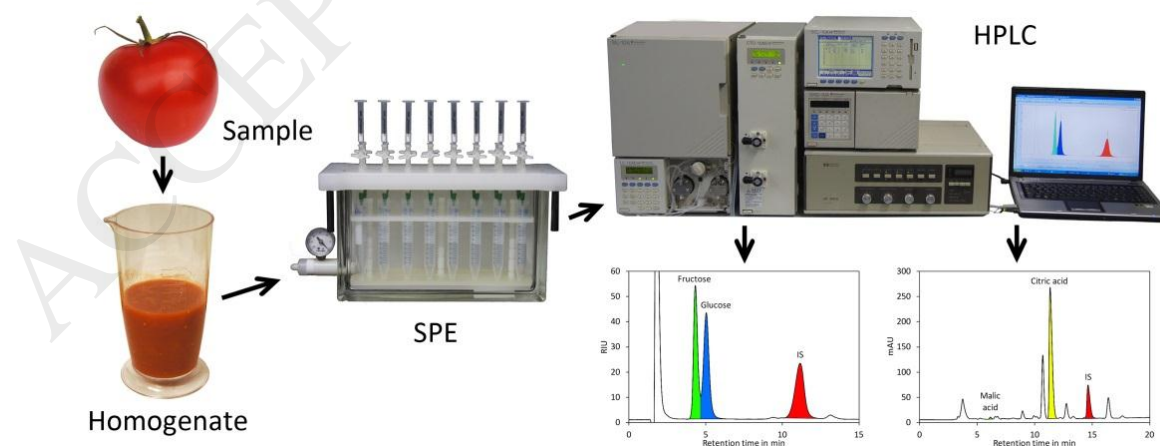 ACCEP
Sample
Homogenate
SPE
HPLC
60
50
40
30
20
10
0
RIU
Fructose
Glucose
IS
0
5
10
15
Retention time in min
300
250
200
150
100
50
0
mAU
Citric acid
Malic
acid
IS
0
5
10
15
20
Retention time in min